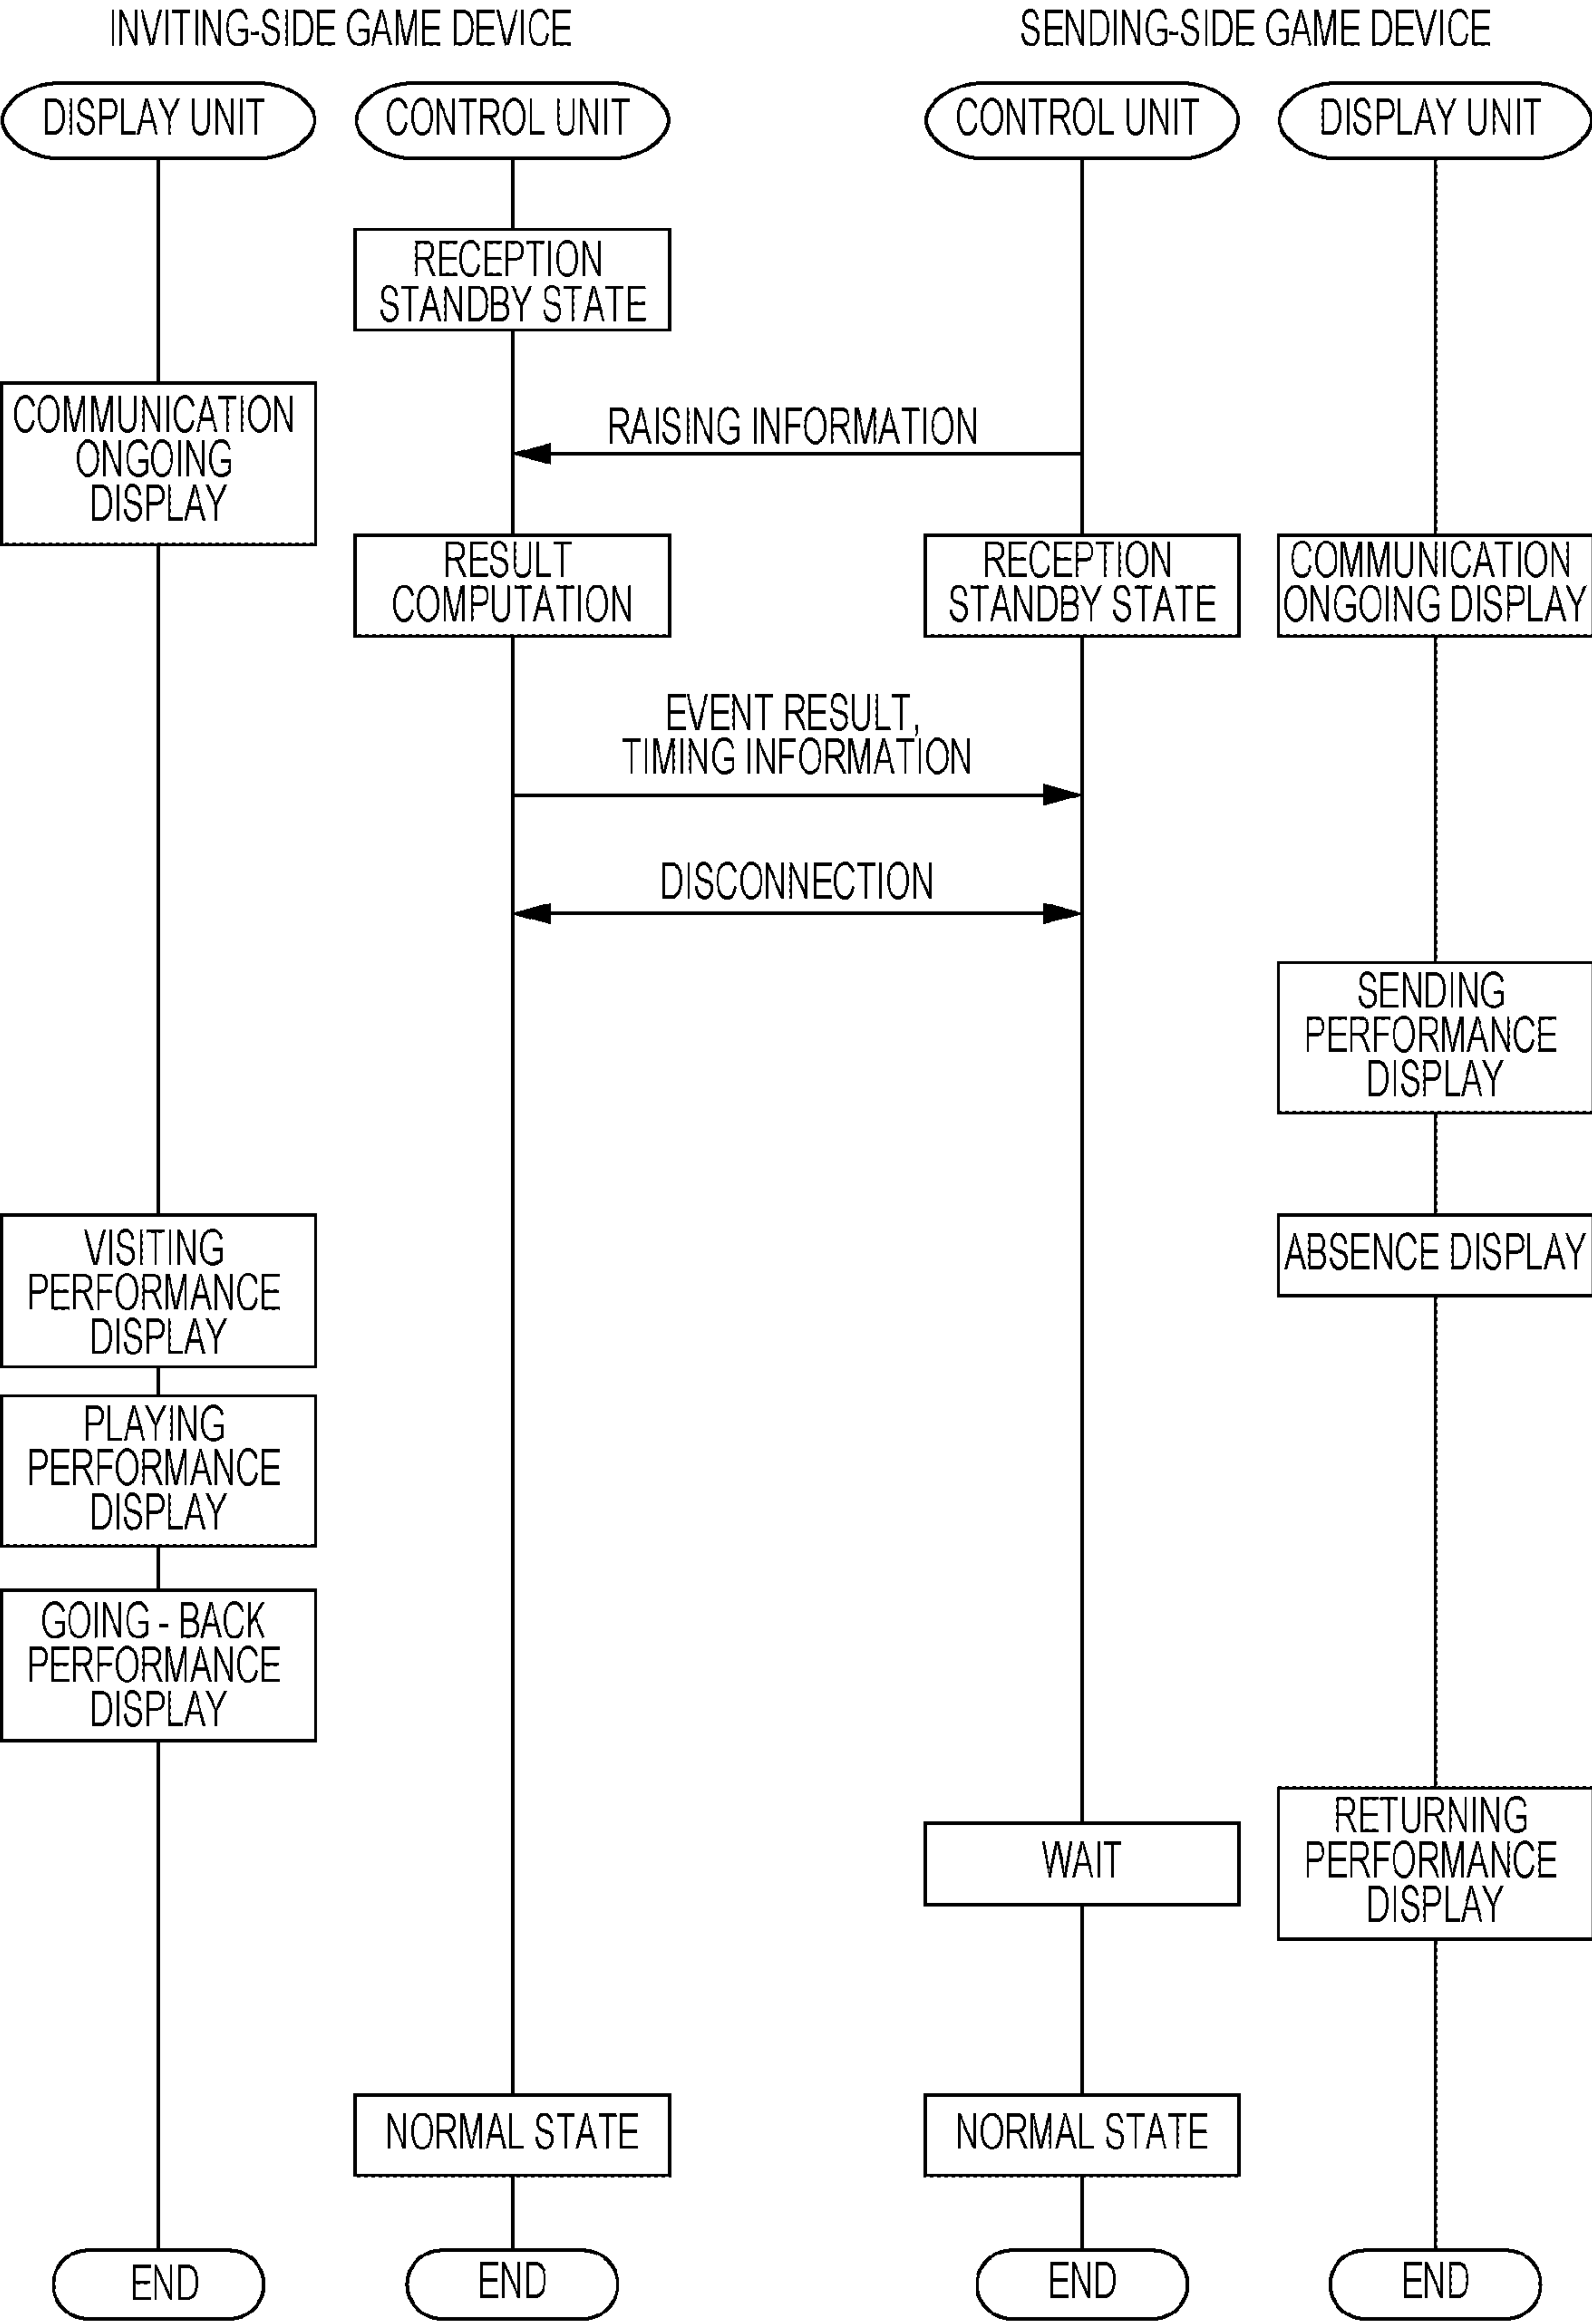 INVITING-SIDE GAME DEVICE
SENDING-SIDE GAME DEVICE
DISPLAY UNIT
CONTROL UNIT
CONTROL UNIT
DISPLAY UNIT
RECEPTION
STANDBY STATE
COMMUNICATION
ONGOING
DISPLAY
RAISING INFORMATION
RESULT
COMPUTATION
RECEPTION
STANDBY STATE
COMMUNICATION
ONGOING DISPLAY
EVENT RESULT,
TIMING INFORMATION
DISCONNECTION
SENDING
PERFORMANCE
DISPLAY
VISITING
PERFORMANCE
DISPLAY
ABSENCE DISPLAY
PLAYING
PERFORMANCE
DISPLAY
GOING - BACK
PERFORMANCE
DISPLAY
WAIT
RETURNING
PERFORMANCE
DISPLAY
NORMAL STATE
NORMAL STATE
END
END
END
END